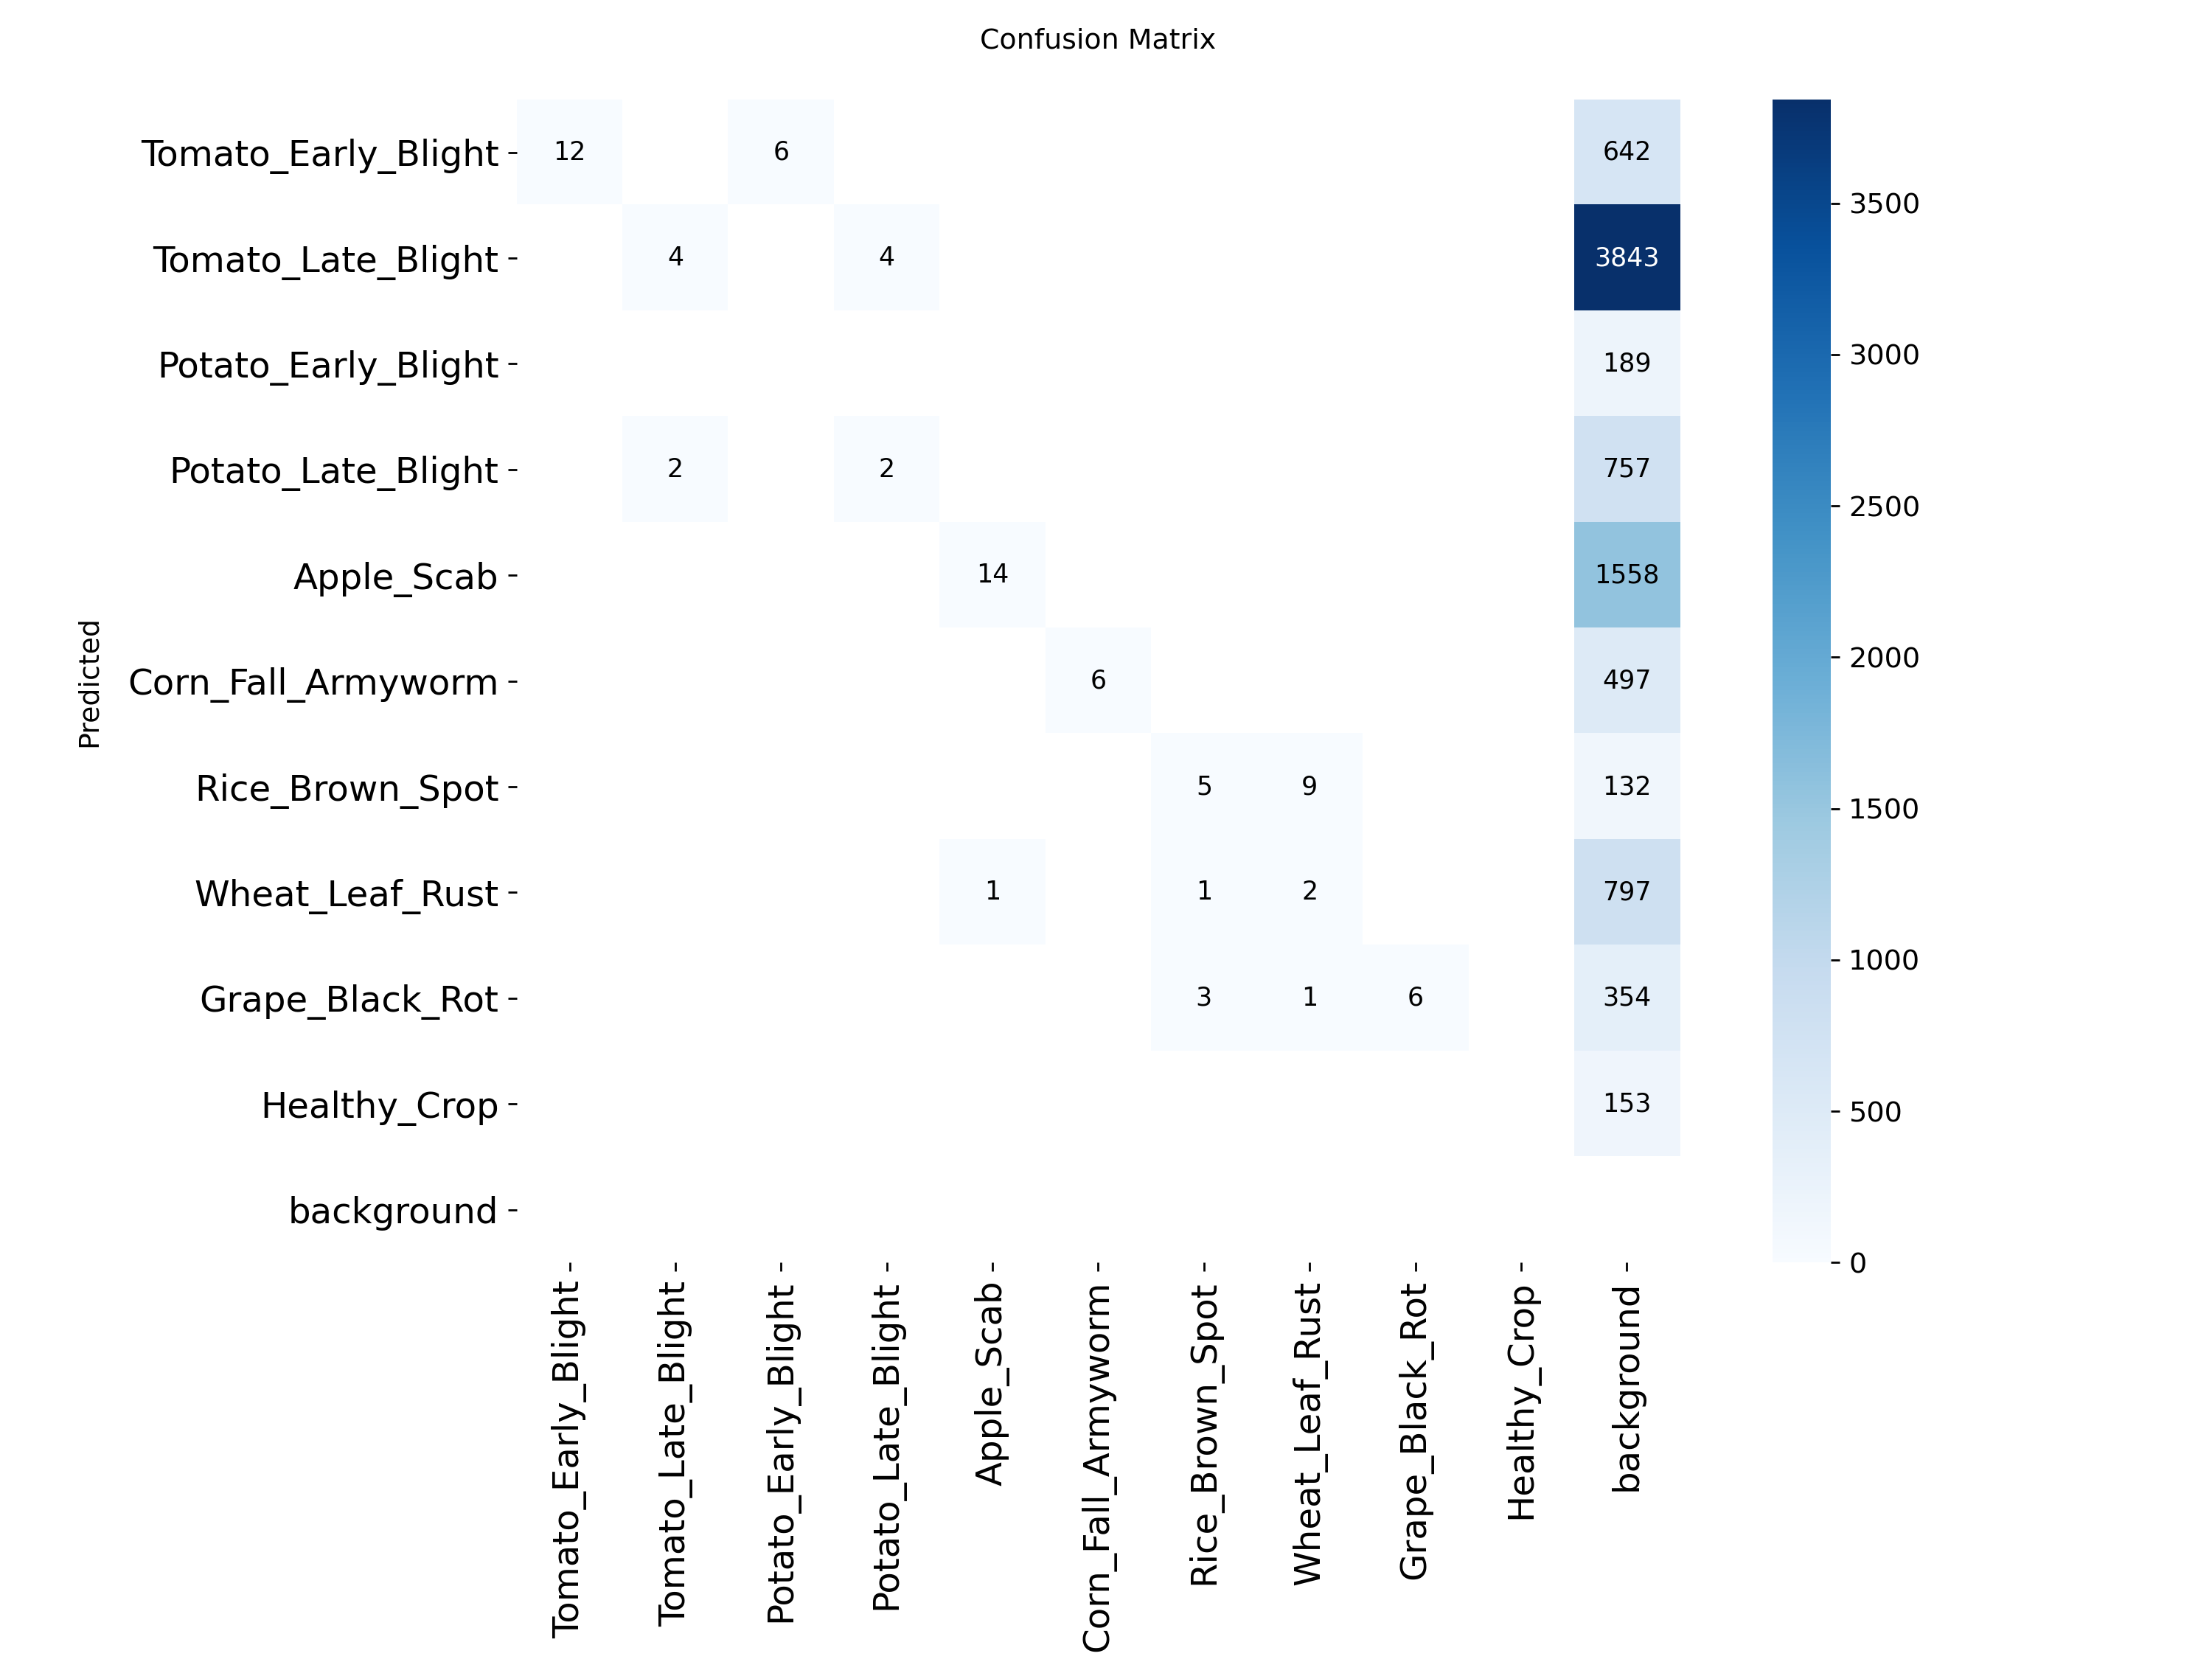 Confusion Matrix
Tomato_Early_Blight 12 6 642
Tomato_Late_Blight 4 4 3843
Potato_Early_Blight 189
Potato_Late_Blight 2 2 757
Apple_Scab 14 1558
Corn_Fall_Armyworm 6 497
Rice_Brown_Spot 5 9 132
Wheat_Leaf_Rust 1 1 2 797
Grape_Black_Rot 3 1 6 354
Healthy_Crop 153
background
Predicted
Tomato_Early_Blight
Tomato_Late_Blight
Potato_Early_Blight
Potato_Late_Blight
Apple_Scab
Corn_Fall_Armyworm
Rice_Brown_Spot
Wheat_Leaf_Rust
Grape_Black_Rot
Healthy_Crop
background
3500
3000
2500
2000
1500
1000
500
0